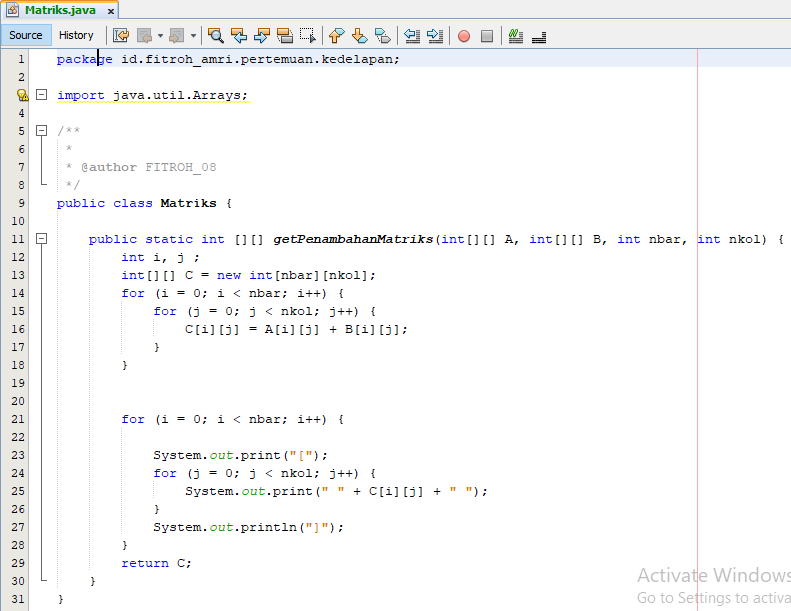 Matriks.java x
Source History
1 package id.fitroh_amri.pertemuan.kedelapan;
2
import java.util.Arrays;
4
5 /**
6  *
7  * @author FITROH_08
8  */
9 public class Matriks {
10
11     public static int [][] getPenambahanMatriks(int[][] A, int[][] B, int nbar, int nkol) {
12         int i, j ;
13         int[][] C = new int[nbar][nkol];
14         for (i = 0; i < nbar; i++) {
15             for (j = 0; j < nkol; j++) {
16                 C[i][j] = A[i][j] + B[i][j];
17             }
18         }
19
20
21         for (i = 0; i < nbar; i++) {
22
23             System.out.print("[");
24             for (j = 0; j < nkol; j++) {
25                 System.out.print(" " + C[i][j] + " ");
26             }
27             System.out.println("]");
28         }
29         return C;
30     }
31 }
Activate Windows
Go to Settings to activa